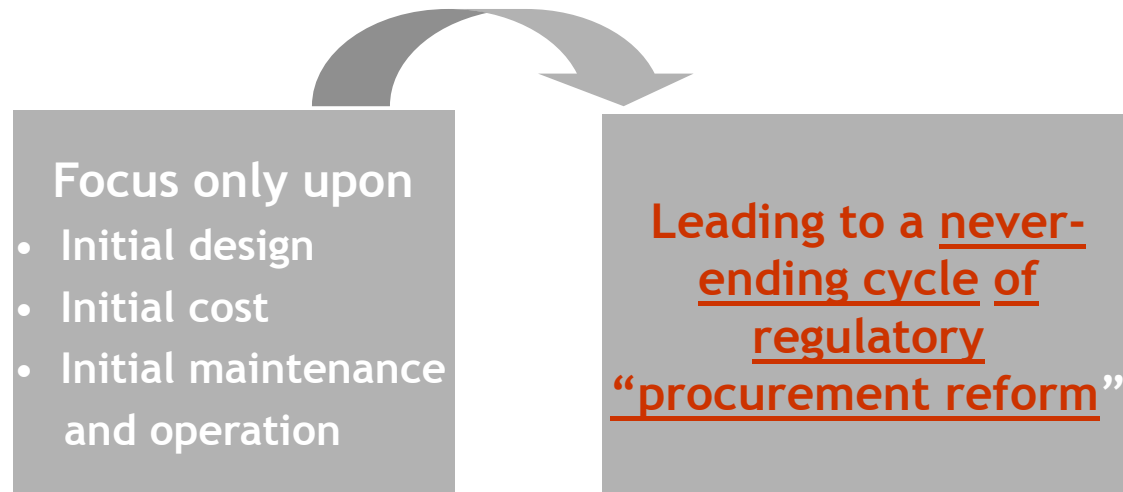 Focus only upon
• Initial design
• Initial cost
• Initial maintenance
and operation
Leading to a never-
ending cycle of
regulatory
“procurement reform”